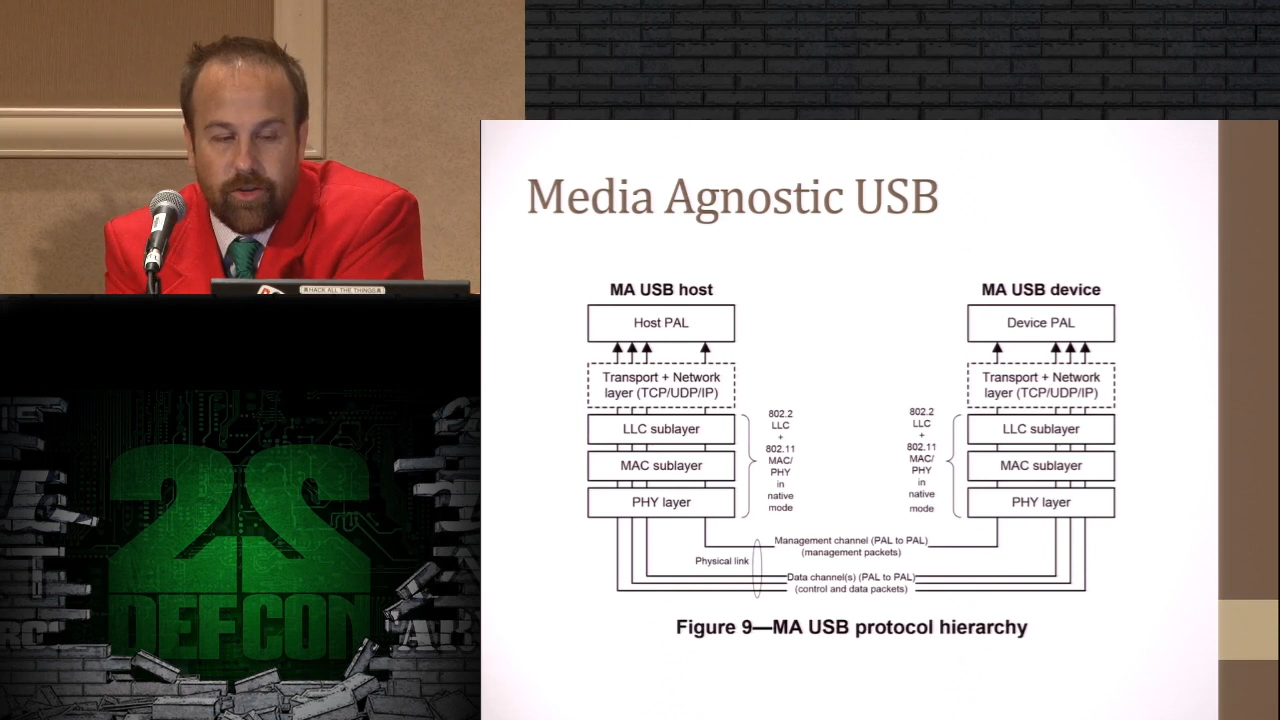 HACK ALL THE THINGS
22
DEFCON
Media Agnostic USB
MA USB host
MA USB device
Host PAL
Device PAL
Transport + Network
layer (TCP/UDP/IP)
Transport + Network
layer (TCP/UDP/IP)
LLC sublayer
MAC sublayer
PHY layer
802.2
LLC
+
802.11
MAC/
PHY
in
native
mode
802.2
LLC
+
802.11
MAC/
PHY
in
native
mode
LLC sublayer
MAC sublayer
PHY layer
Management channel (PAL to PAL)
(management packets)
Physical link
Data channel(s) (PAL to PAL)
(control and data packets)
Figure 9—MA USB protocol hierarchy